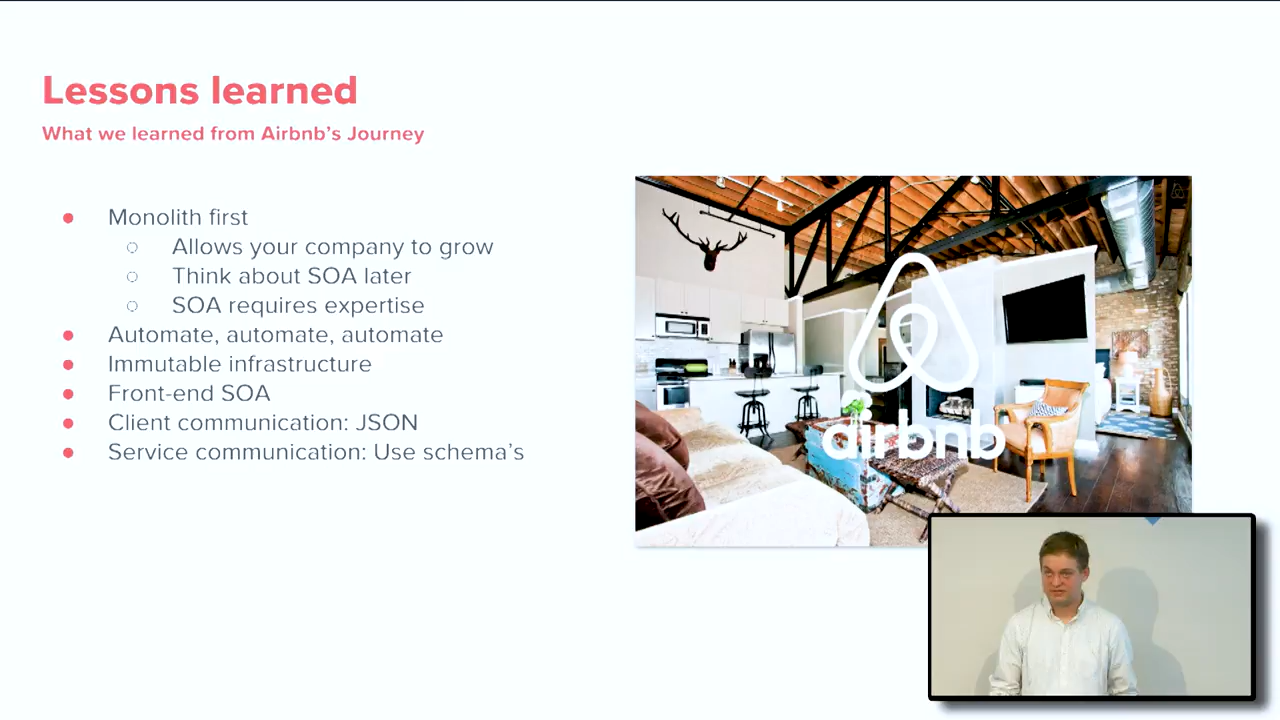 Lessons learned
What we learned from Airbnb's Journey
Monolith first
Allows your company to grow
Think about SOA later
SOA requires expertise
Automate, automate, automate
Immutable infrastructure
Front-end SOA
Client communication: JSON
Service communication: Use schema's
airbnb